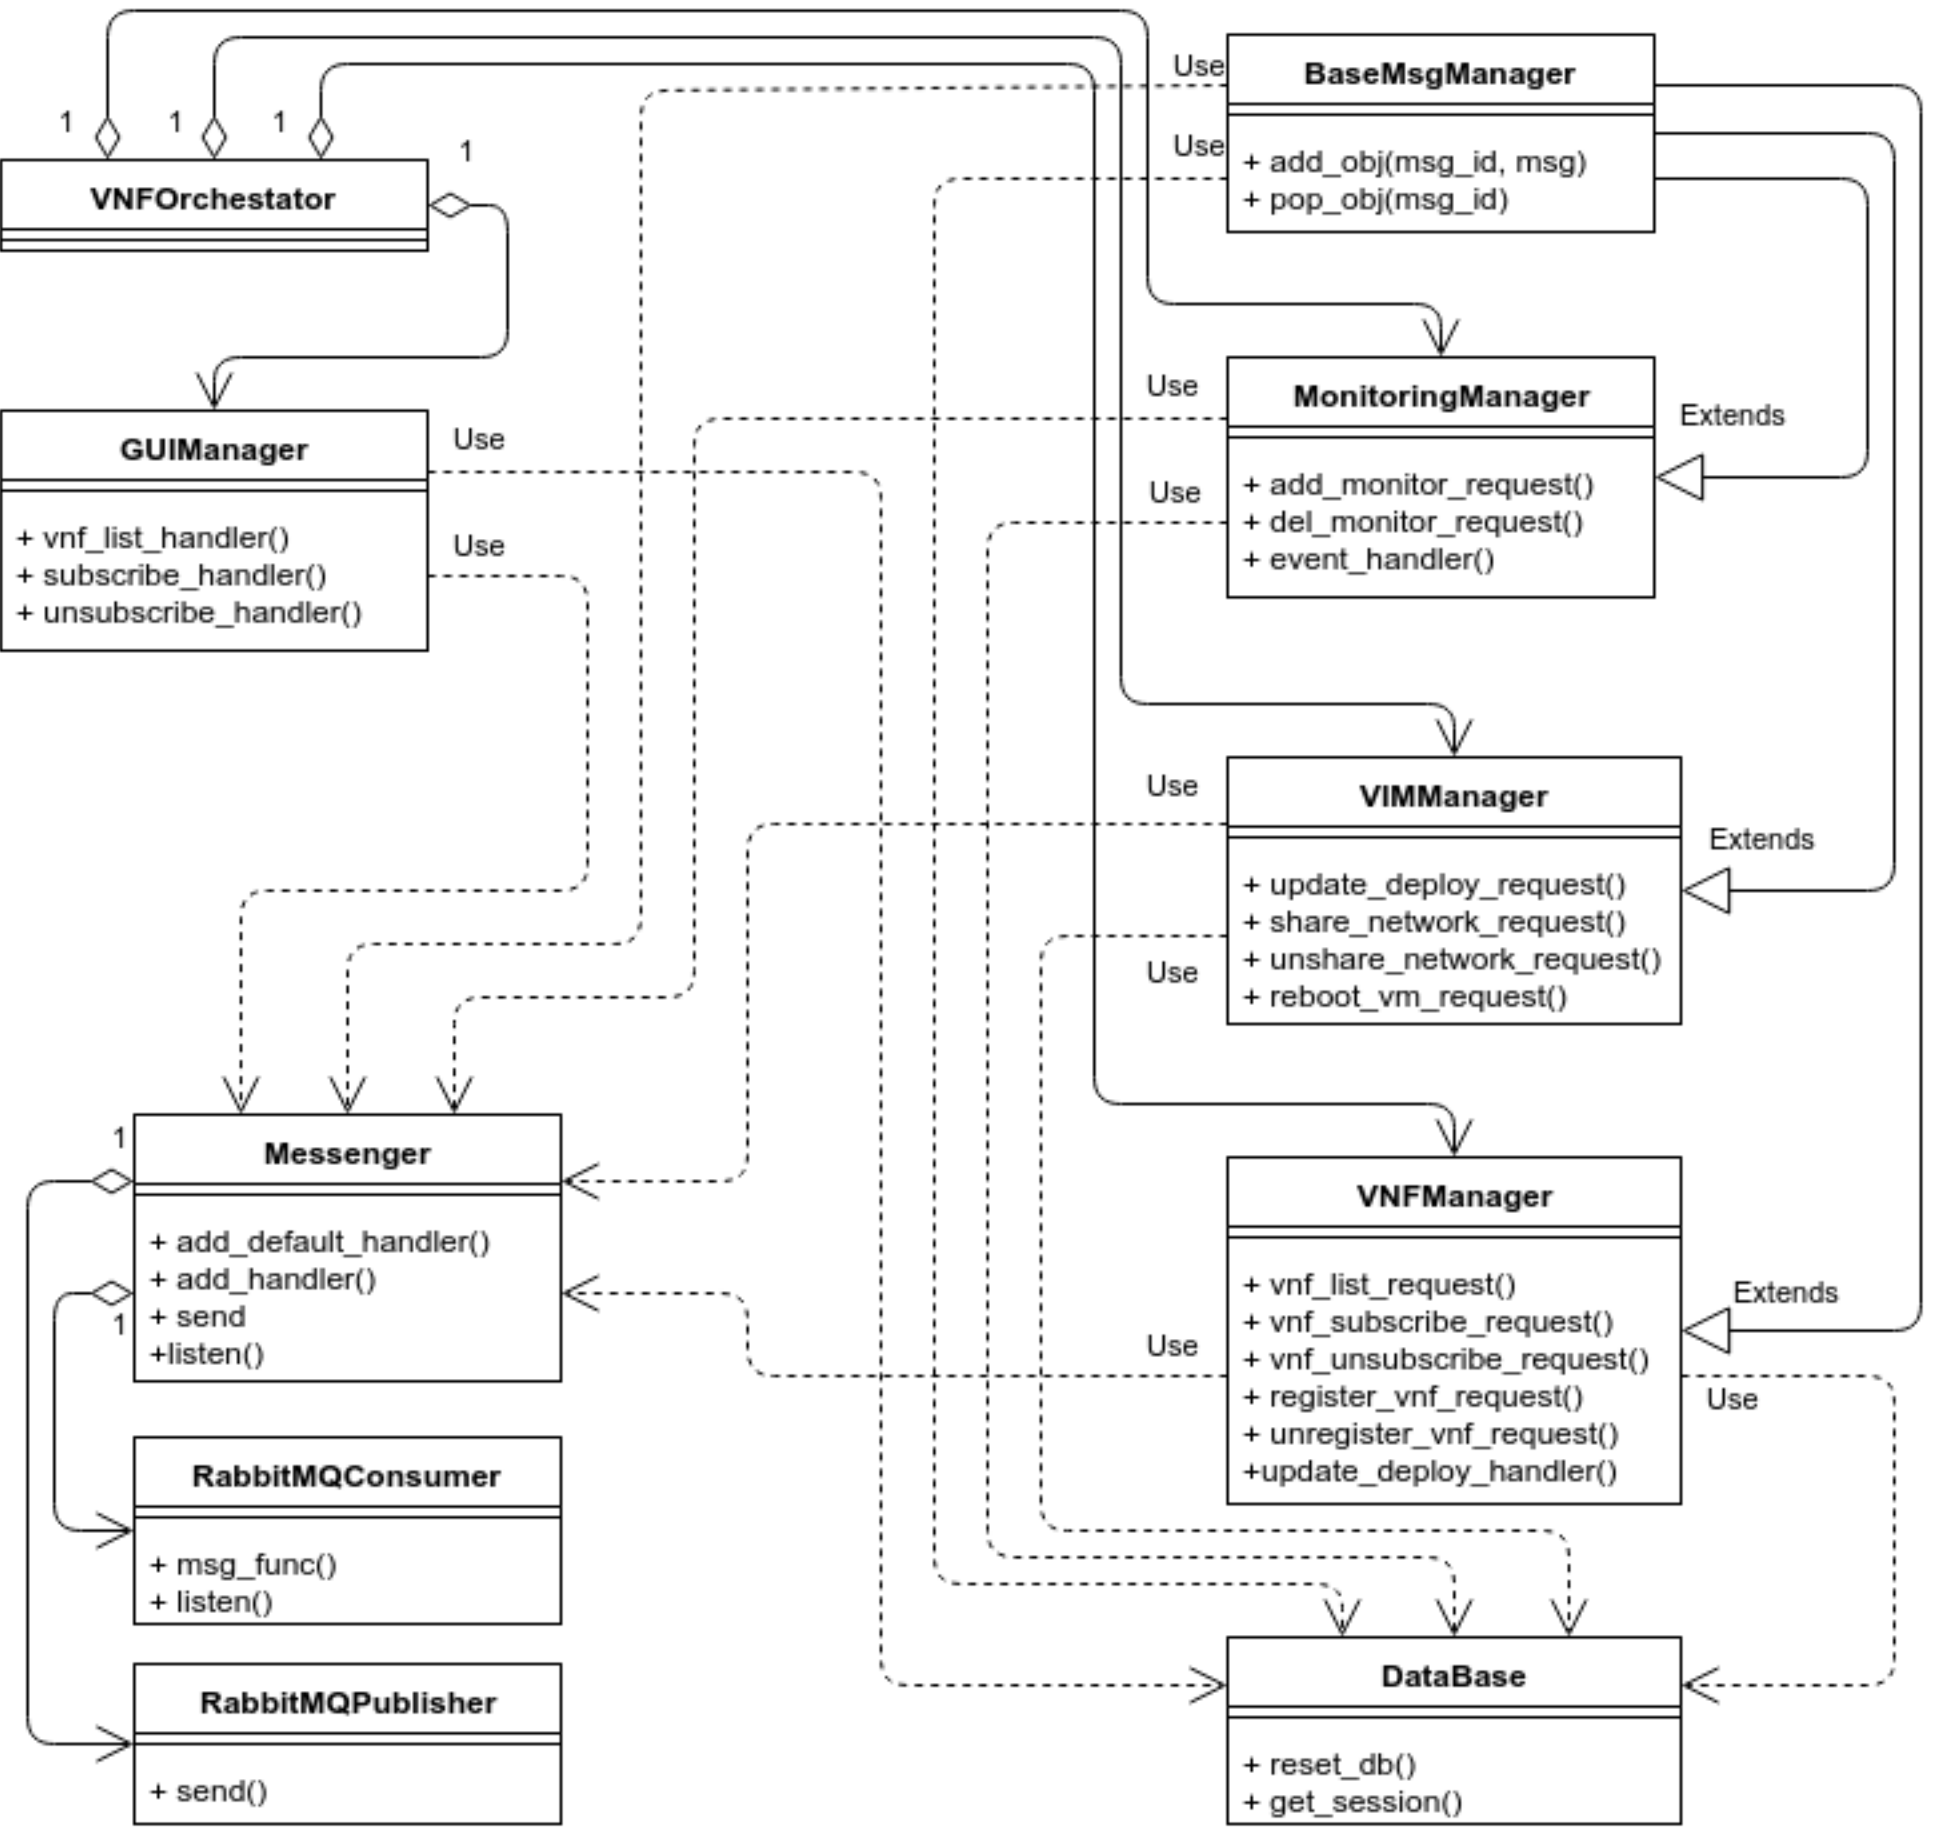 1
1
1
1
VNFOrchestator
Use
Use
BaseMsgManager
+ add_obj(msg_id, msg)
+ pop_obj(msg_id)
GUIManager
+ vnf_list_handler()
+ subscribe_handler()
+ unsubscribe_handler()
Use
Use
Use
Use
MonitoringManager
+ add_monitor_request()
+ del_monitor_request()
+ event_handler()
Extends
Use
Use
VIMManager
+ update_deploy_request()
+ share_network_request()
+ unshare_network_request()
+ reboot_vm_request()
Extends
1
1
Messenger
+ add_default_handler()
+ add_handler()
+ send
+listen()
Use
VNFManager
+ vnf_list_request()
+ vnf_subscribe_request()
+ vnf_unsubscribe_request()
+ register_vnf_request()
+ unregister_vnf_request()
+update_deploy_handler()
Extends
Use
RabbitMQConsumer
+ msg_func()
+ listen()
RabbitMQPublisher
+ send()
DataBase
+ reset_db()
+ get_session()